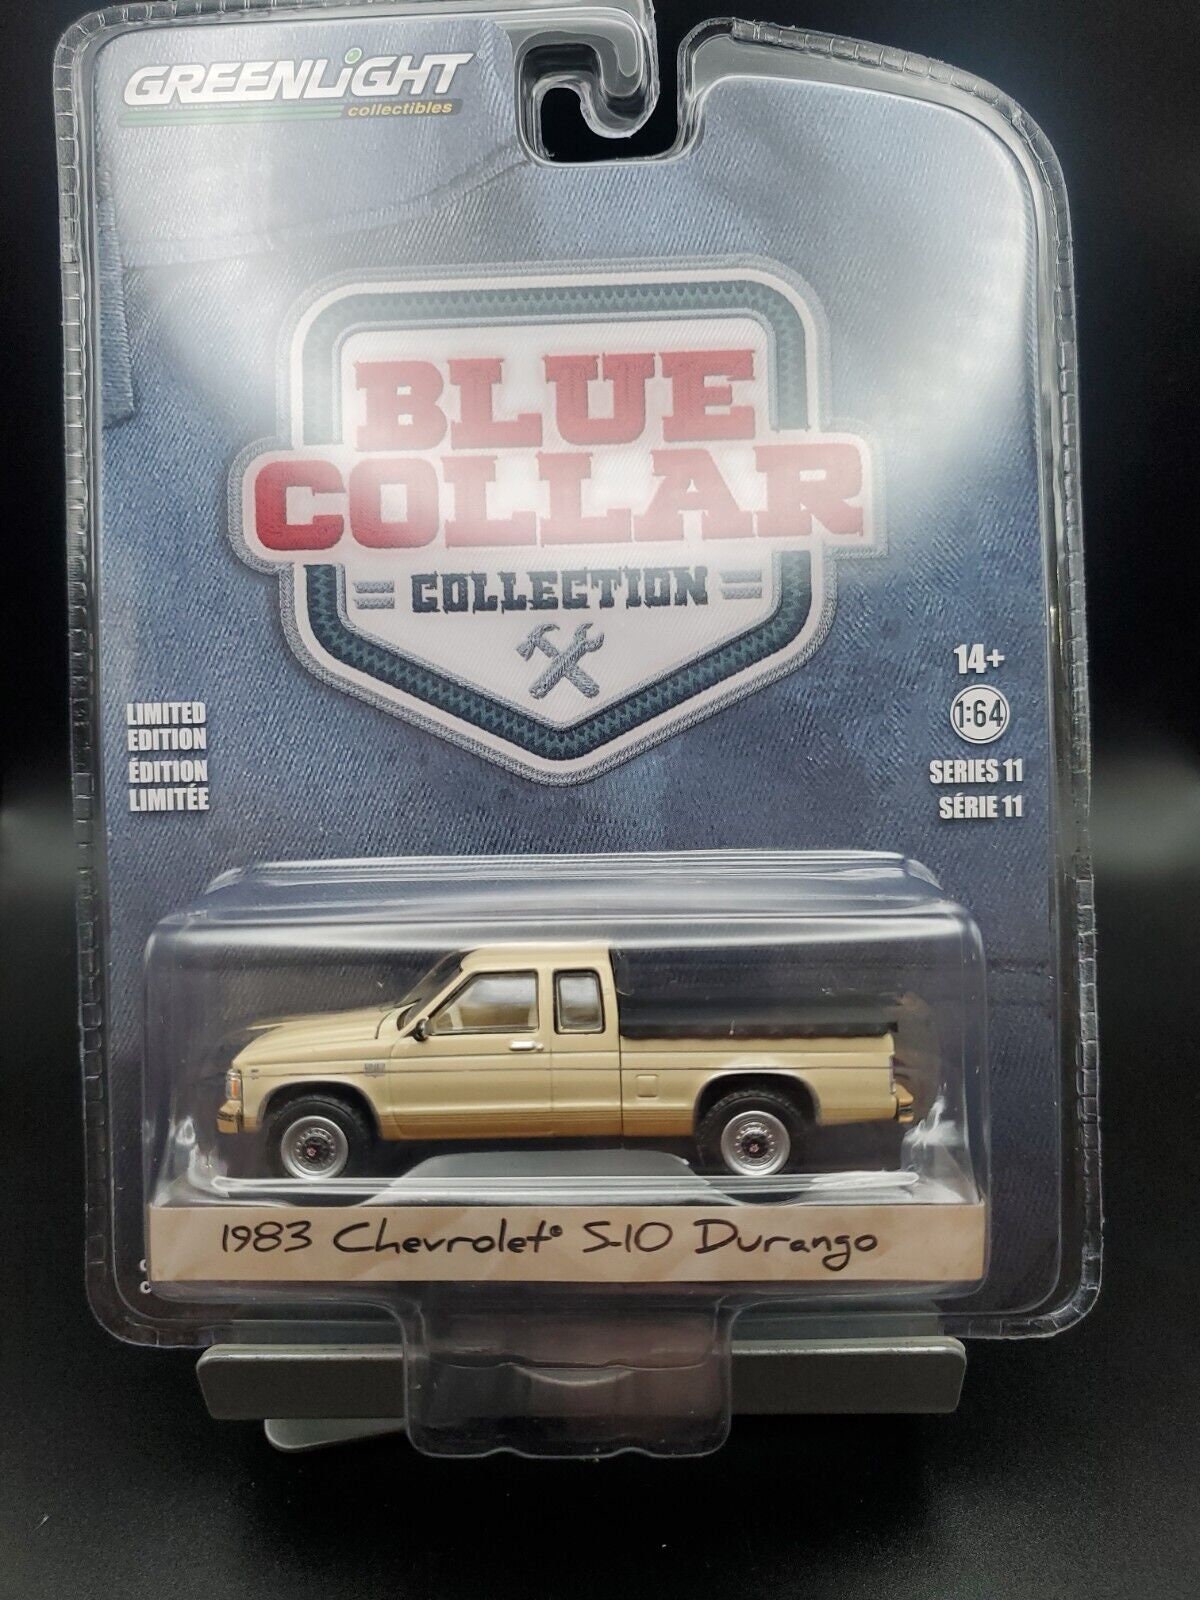 GREENLIGHT
collectibles
BLUE
COLLAR
COLLECTION
14+
1:64
SERIES 11
SÉRIE 11
LIMITED
EDITION
ÉDITION
LIMITÉE
1983 Chevrolet® S-10 Durango